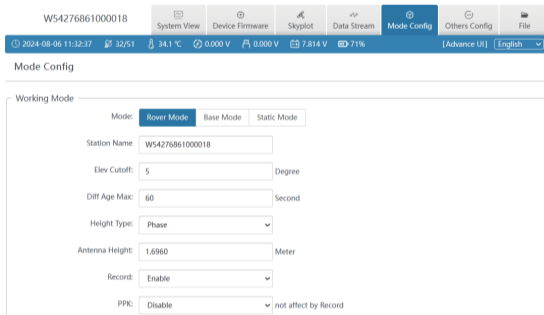 W54276861000018
System View Device Firmware Skyplot Data Stream Mode Config Others Config File
2024-08-06 11:32:37 32/51 34.1 ℃ 0.000 V 0.000 V 7.814 V 71% [Advance UI] English
Mode Config
Working Mode
Mode: Rover Mode Base Mode Static Mode
Station Name W54276861000018
Elev Cutoff: 5 Degree
Diff Age Max: 60 Second
Height Type: Phase
Antenna Height: 1.6960 Meter
Record: Enable
PPK: Disable not affect by Record